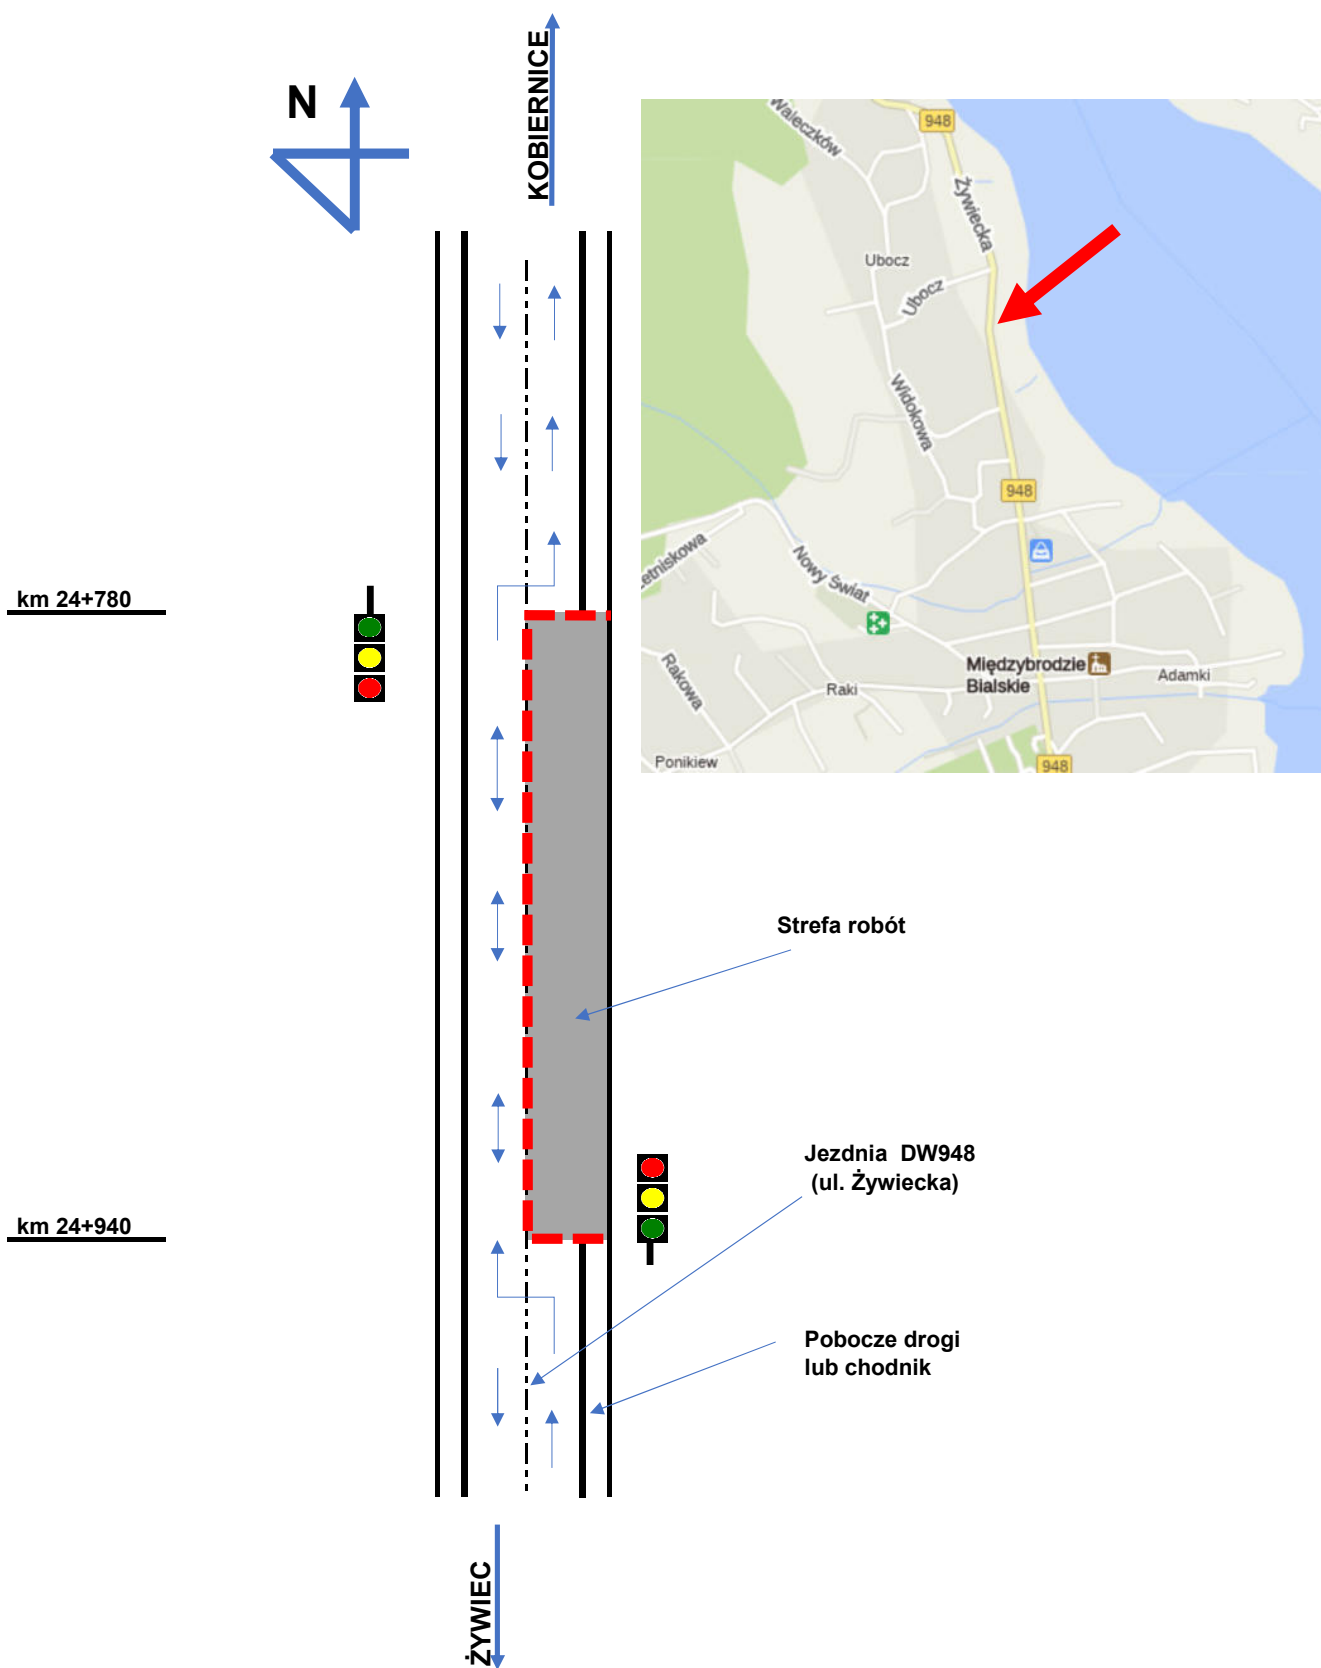 KOBIERNICE
N
948
Waleczków
Żywiecka
Ubocz
Ubocz
Widokowa
948
Nowy Świat
Rakowa
Raki
Międzybrodzie
Bialskie
Adamki
Ponikiew
948
km 24+780
Strefa robót
Jezdnia DW948
(ul. Żywiecka)
km 24+940
Pobocze drogi
lub chodnik
ŻYWIEC